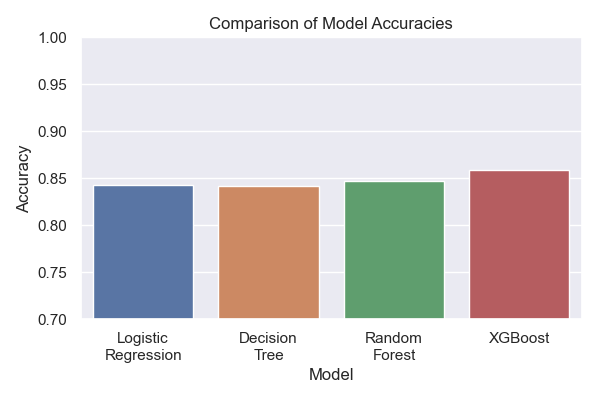 Comparison of Model Accuracies
Accuracy
1.00
0.95
0.90
0.85
0.80
0.75
0.70
Logistic
Regression
Decision
Tree
Random
Forest
XGBoost
Model